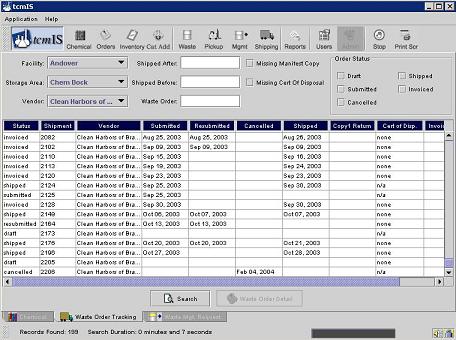 tcmIS
Application Help
tcmIS Chemical Orders Inventory Cat Add Waste Pickup Mgmt Shipping Reports Users Admin Stop Print Scr
Facility: Andover Shipped After: Missing Manifest Copy Order Status
Storage Area: Chem Dock Shipped Before: Missing Cert Of Disposal Draft Shipped
Vendor: Clean Harbors of ... Waste Order: Submitted Invoiced
Cancelled
Status Shipment Vendor Submitted Resubmitted Cancelled Shipped Copy1 Return Cert of Disp. Invoi
invoiced 2082 Clean Harbors of Bra... Aug 25, 2003 Aug 25, 2003 Aug 26, 2003 none
invoiced 2102 Clean Harbors of Bra... Sep 09, 2003 Sep 09, 2003 Sep 09, 2003 none
invoiced 2110 Clean Harbors of Bra... Sep 15, 2003 Sep 16, 2003 none
invoiced 2113 Clean Harbors of Bra... Sep 19, 2003 Sep 24, 2003 none
invoiced 2120 Clean Harbors of Bra... Sep 23, 2003 Sep 23, 2003 none
shipped 2124 Clean Harbors of Bra... Sep 25, 2003 Sep 30, 2003 n/a
submitted 2125 Clean Harbors of Bra... Sep 25, 2003 n/a
invoiced 2128 Clean Harbors of Bra... Sep 30, 2003 Sep 30, 2003 none
shipped 2149 Clean Harbors of Bra... Oct 06, 2003 Oct 07, 2003 Oct 07, 2003 none
resubmitted 2164 Clean Harbors of Bra... Oct 13, 2003 Oct 13, 2003 none
draft 2173 Clean Harbors of Bra... n/a
shipped 2176 Clean Harbors of Bra... Oct 20, 2003 Oct 20, 2003 Oct 21, 2003 none
shipped 2196 Clean Harbors of Bra... Oct 27, 2003 Oct 28, 2003 none
draft 2205 Clean Harbors of Bra... n/a
cancelled 2206 Clean Harbors of Bra... Feb 04, 2004 n/a
Search Waste Order Detail
Chemical Waste Order Tracking Waste Mgt. Request
Records Found: 199 Search Duration: 0 minutes and 7 seconds